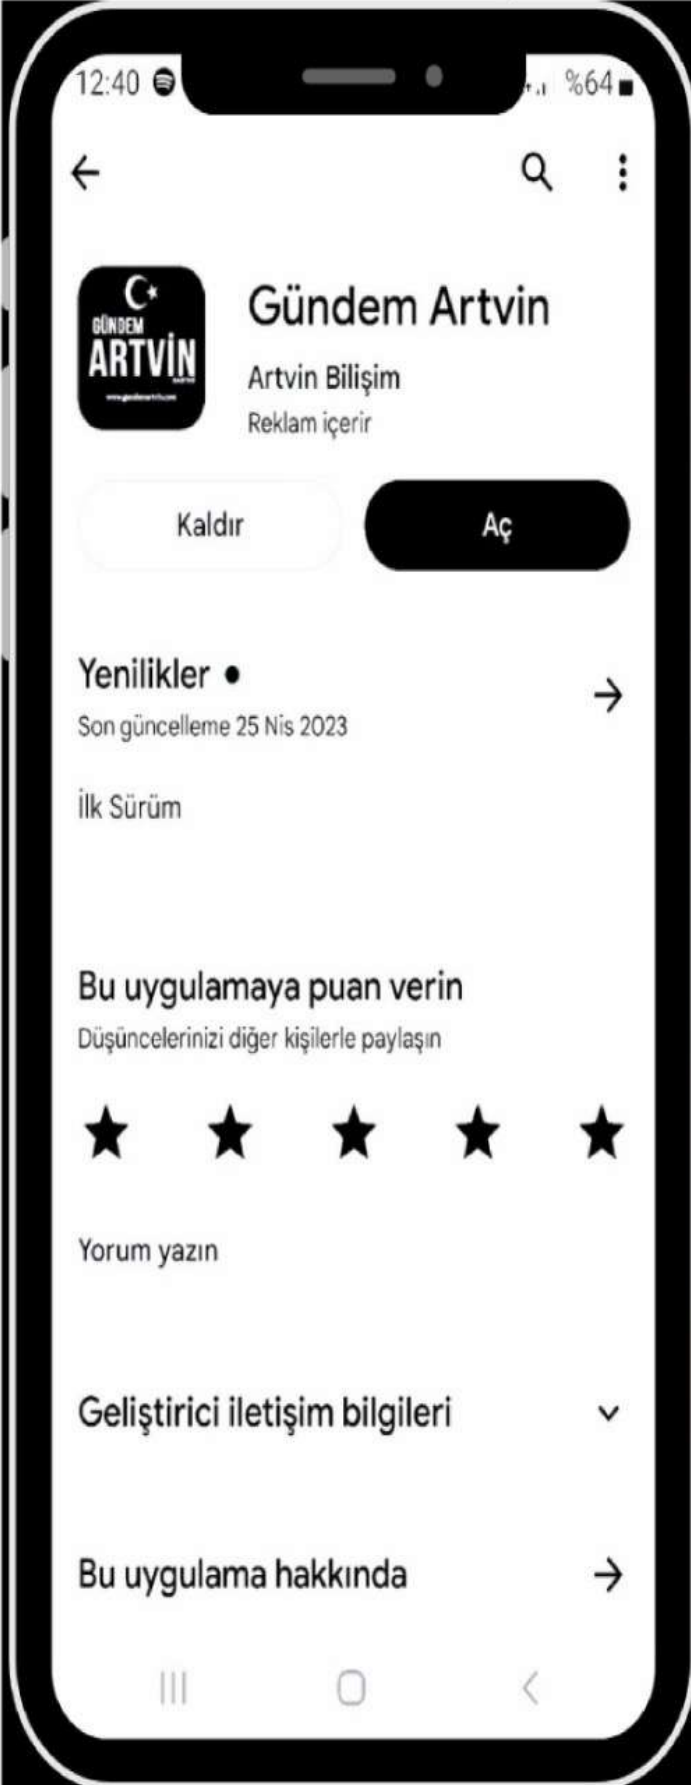 12:40
%64
GÜNDEM
ARTVİN
Gündem Artvin
Artvin Bilişim
Reklam içerir
Kaldır
Aç
Yenilikler
Son güncelleme 25 Nis 2023
İlk Sürüm
Bu uygulamaya puan verin
Düşüncelerinizi diğer kişilerle paylaşın
Yorum yazın
Geliştirici iletişim bilgileri
Bu uygulama hakkında